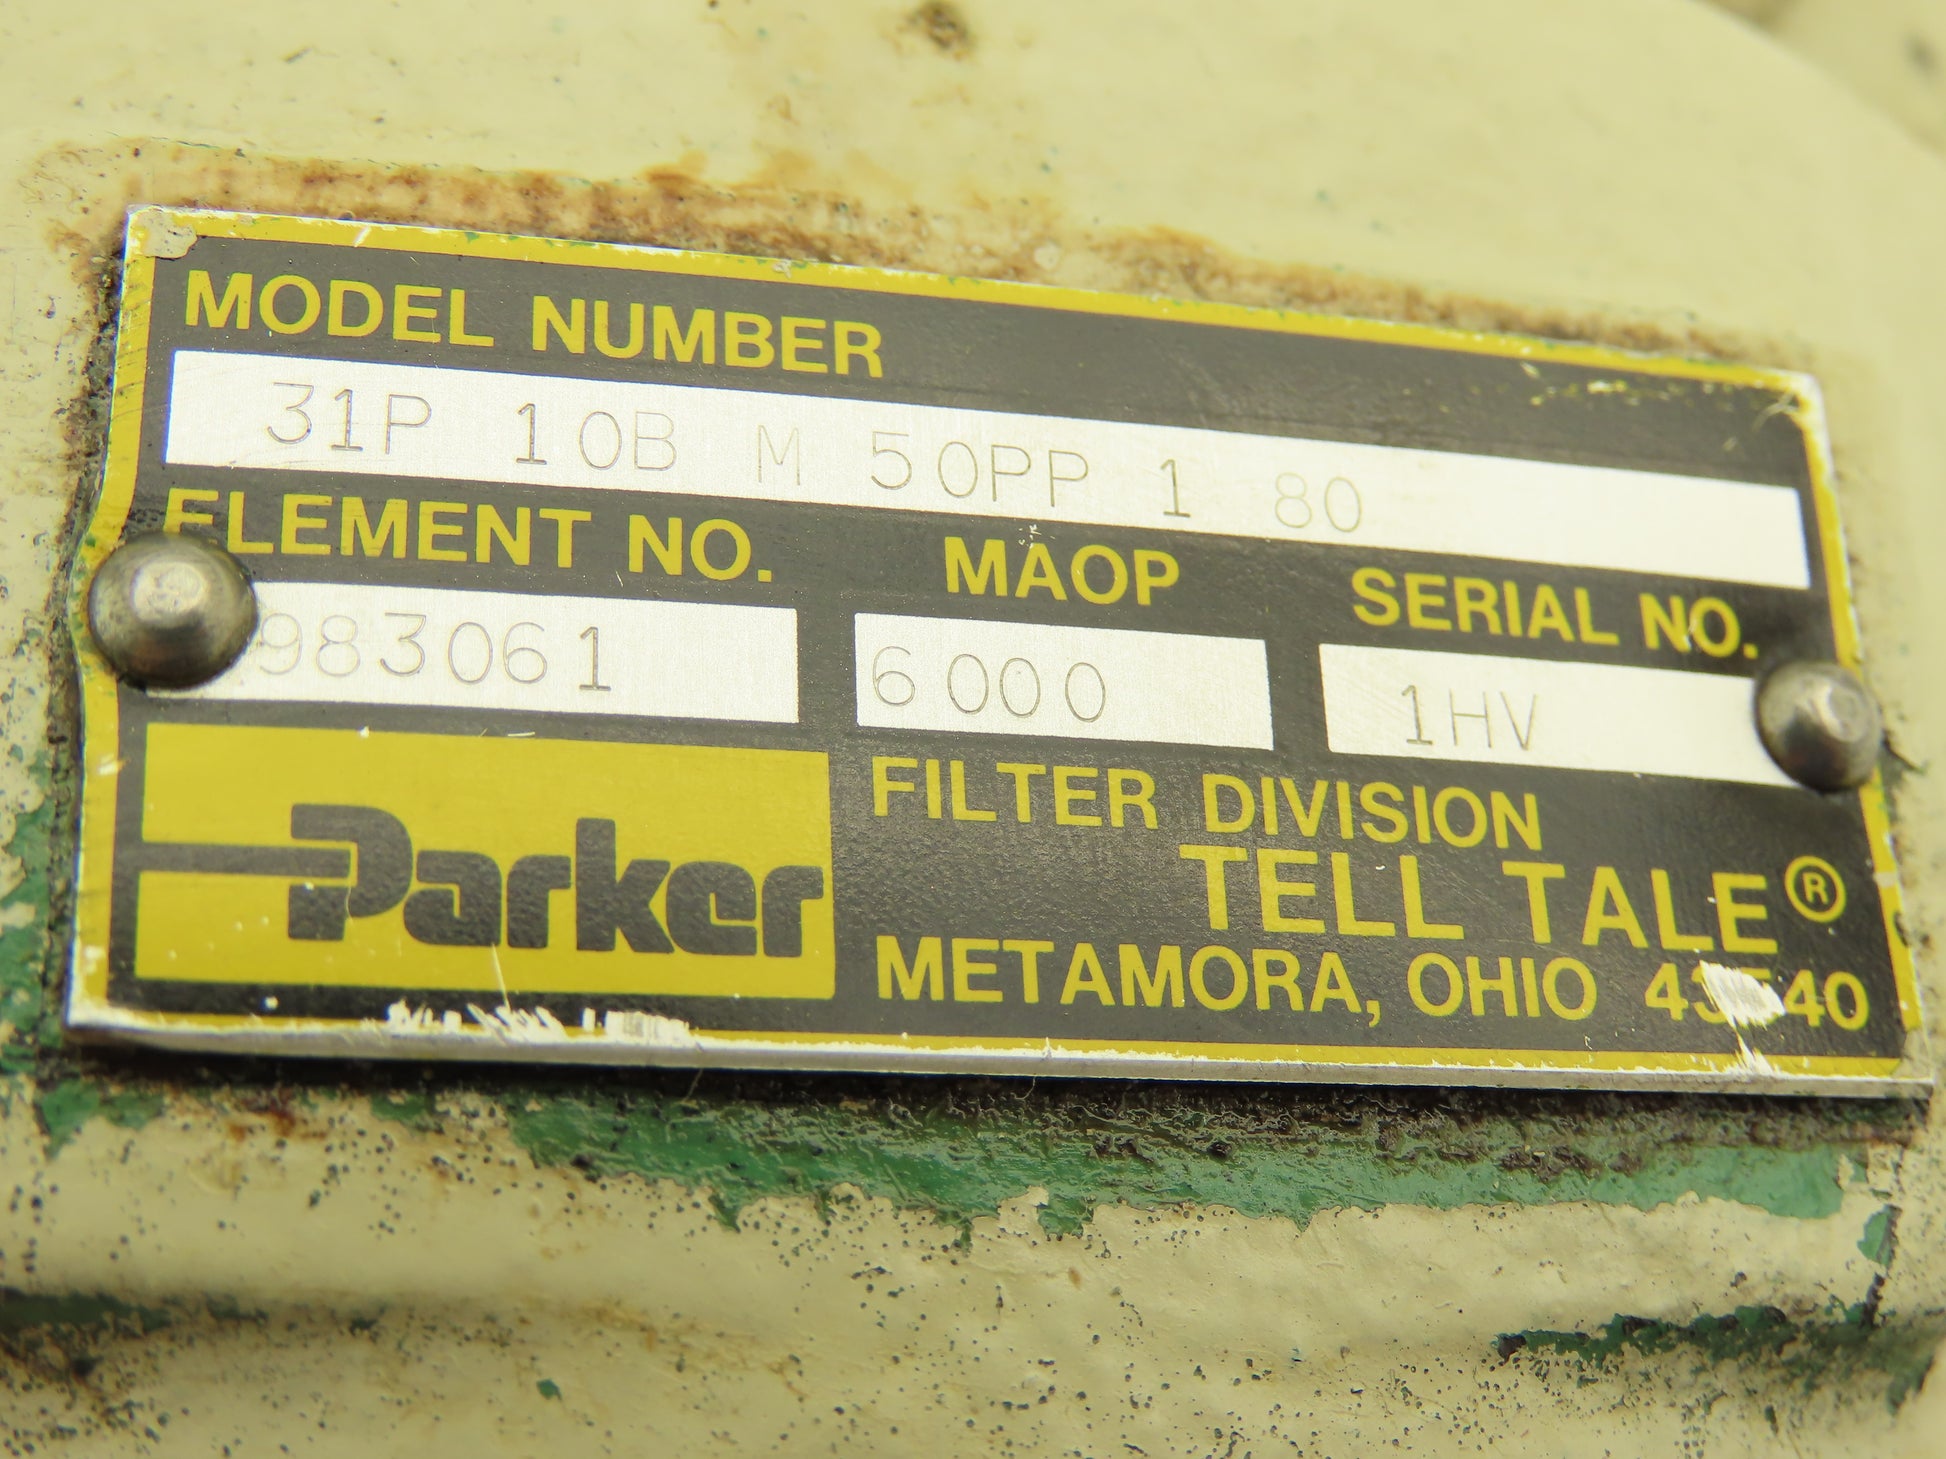 MODEL NUMBER
31P 10B M 50PP 1 80
ELEMENT NO. MAOP SERIAL NO.
983061 6000 1HV
Parker
FILTER DIVISION
TELL TALE®
METAMORA, OHIO